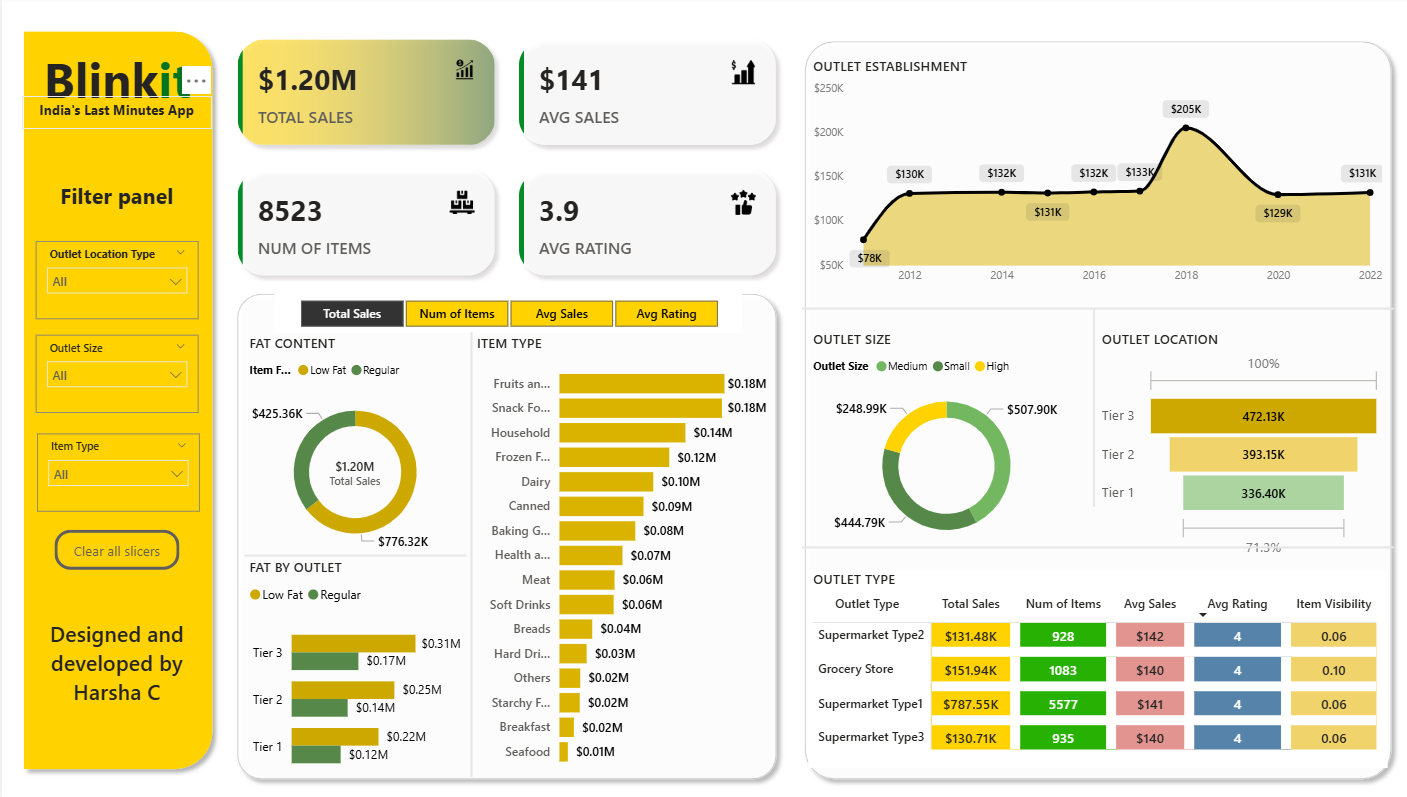 Blinkit
India's Last Minutes App
Filter panel
Outlet Location Type
All
Outlet Size
All
Item Type
All
Clear all slicers
Designed and
developed by
Harsha C
$1.20M
TOTAL SALES
$141
AVG SALES
8523
NUM OF ITEMS
3.9
AVG RATING
Total Sales Num of Items Avg Sales Avg Rating
FAT CONTENT
Item F... Low Fat Regular
$425.36K
$1.20M
Total Sales
$776.32K
FAT BY OUTLET
Low Fat Regular
Tier 3 $0.31M
$0.17M
Tier 2 $0.25M
$0.14M
Tier 1 $0.22M
$0.12M
ITEM TYPE
Fruits an... $0.18M
Snack Fo... $0.18M
Household $0.14M
Frozen F... $0.12M
Dairy $0.10M
Canned $0.09M
Baking G... $0.08M
Health a... $0.07M
Meat $0.06M
Soft Drinks $0.06M
Breads $0.04M
Hard Dri... $0.03M
Others $0.02M
Starchy F... $0.02M
Breakfast $0.02M
Seafood $0.01M
OUTLET ESTABLISHMENT
$250K
$200K
$150K
$100K
$50K
$78K
$130K
$132K
$131K
$132K
$133K
$205K
$129K
$131K
2012 2014 2016 2018 2020 2022
OUTLET SIZE
Outlet Size Medium Small High
$248.99K
$507.90K
$444.79K
OUTLET LOCATION
100%
Tier 3 472.13K
Tier 2 393.15K
Tier 1 336.40K
71.3%
OUTLET TYPE
Outlet Type Total Sales Num of Items Avg Sales Avg Rating Item Visibility
Supermarket Type2 $131.48K 928 $142 4 0.06
Grocery Store $151.94K 1083 $140 4 0.10
Supermarket Type1 $787.55K 5577 $141 4 0.06
Supermarket Type3 $130.71K 935 $140 4 0.06